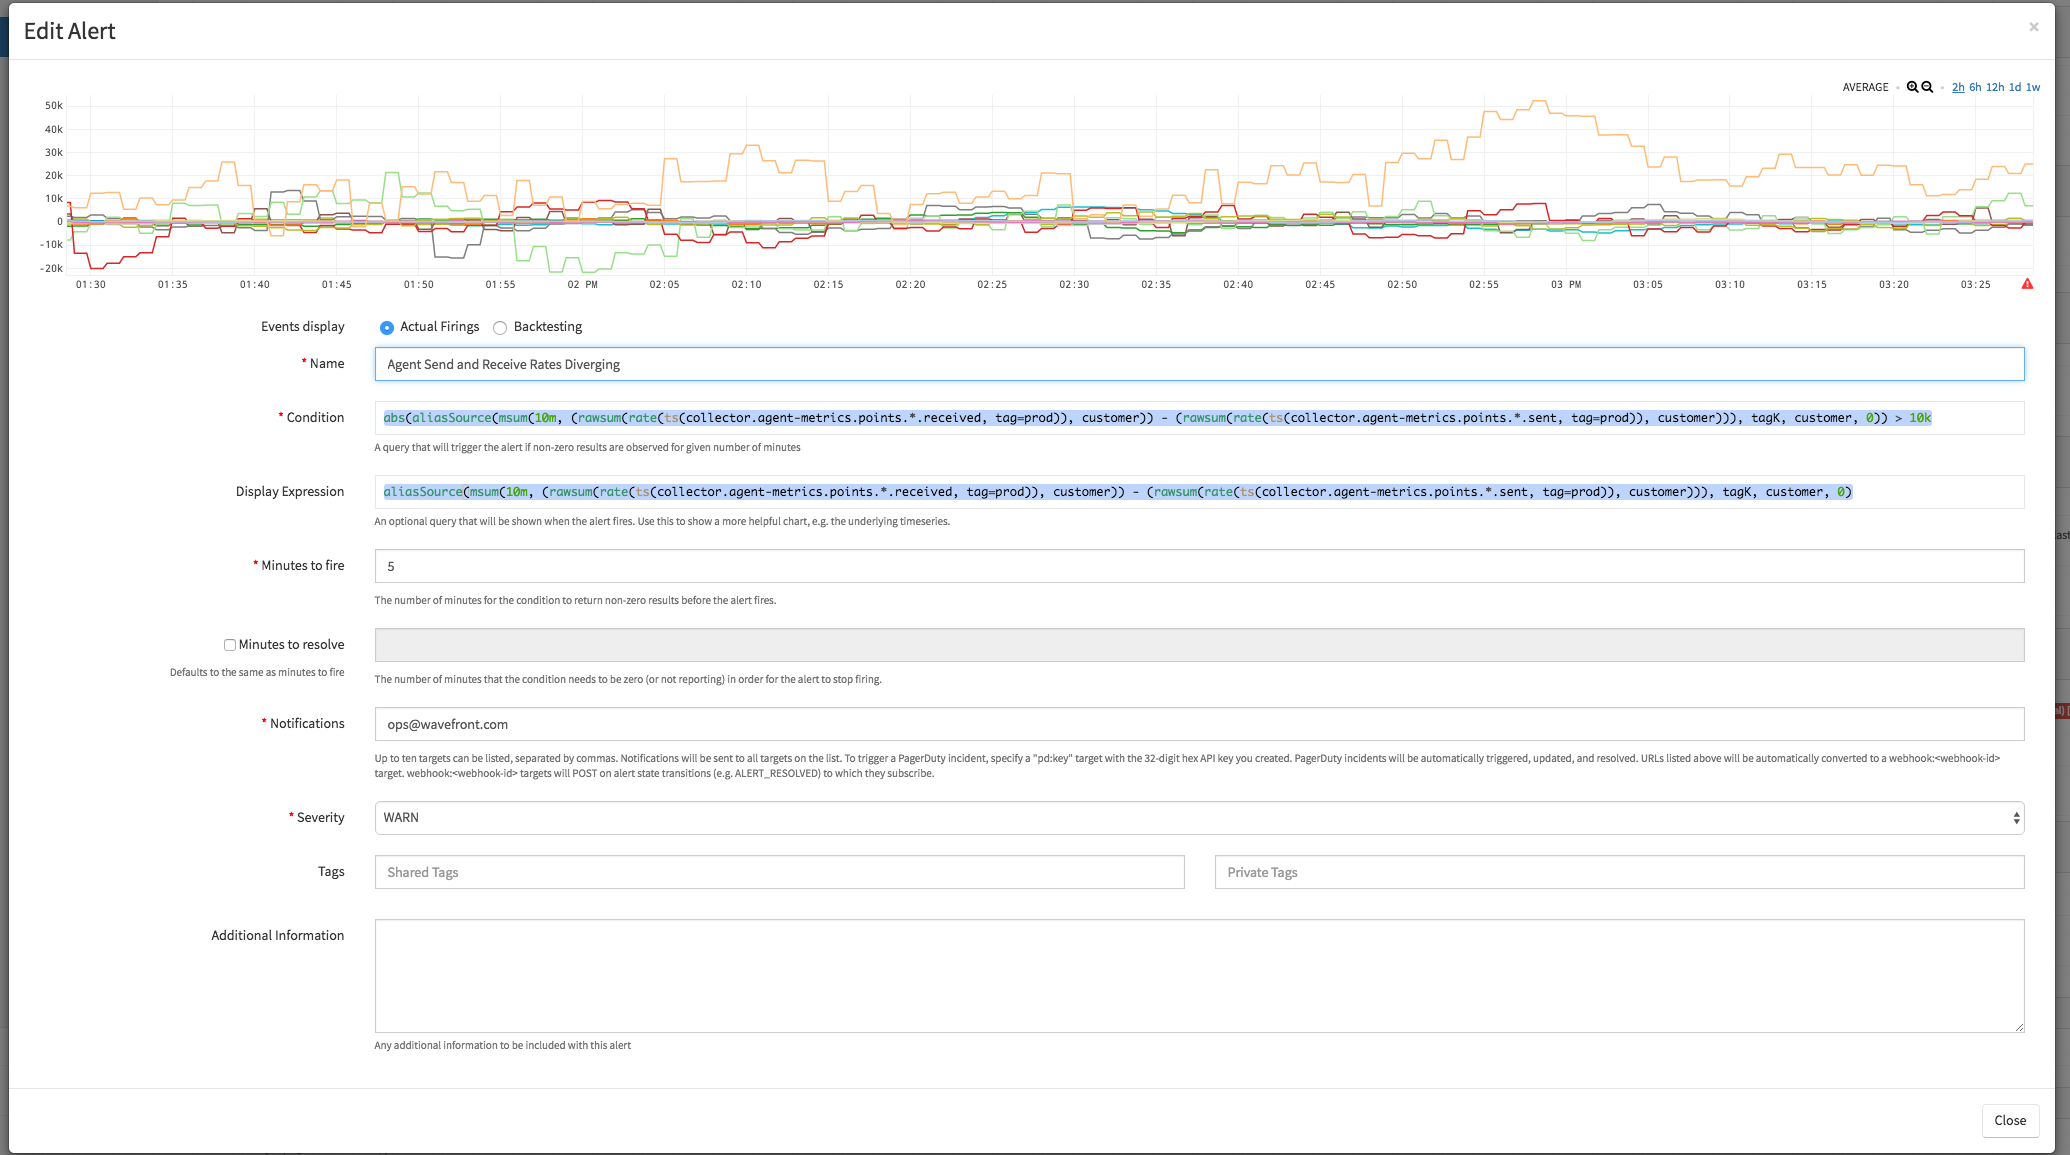 Edit Alert
×
AVERAGE • • 2h 6h 12h 1d 1w
50k
40k
30k
20k
10k
0
-10k
-20k
01:30 01:35 01:40 01:45 01:50 01:55 02 PM 02:05 02:10 02:15 02:20 02:25 02:30 02:35 02:40 02:45 02:50 02:55 03 PM 03:05 03:10 03:15 03:20 03:25
Events display Actual Firings Backtesting
* Name Agent Send and Receive Rates Diverging
* Condition abs(aliasSource(msum(10m, (rawsum(rate(ts(collector.agent-metrics.points.*.received, tag=prod)), customer)) - (rawsum(rate(ts(collector.agent-metrics.points.*.sent, tag=prod)), customer))), tagK, customer, 0)) > 10k
A query that will trigger the alert if non-zero results are observed for given number of minutes
Display Expression aliasSource(msum(10m, (rawsum(rate(ts(collector.agent-metrics.points.*.received, tag=prod)), customer)) - (rawsum(rate(ts(collector.agent-metrics.points.*.sent, tag=prod)), customer))), tagK, customer, 0)
An optional query that will be shown when the alert fires. Use this to show a more helpful chart, e.g. the underlying timeseries.
* Minutes to fire 5
The number of minutes for the condition to return non-zero results before the alert fires.
Minutes to resolve
Defaults to the same as minutes to fire The number of minutes that the condition needs to be zero (or not reporting) in order for the alert to stop firing.
* Notifications ops@wavefront.com
Up to ten targets can be listed, separated by commas. Notifications will be sent to all targets on the list. To trigger a PagerDuty incident, specify a "pd:key" target with the 32-digit hex API key you created. PagerDuty incidents will be automatically triggered, updated, and resolved. URLs listed above will be automatically converted to a webhook:<webhook-id>
target. webhook:<webhook-id> targets will POST on alert state transitions (e.g. ALERT_RESOLVED) to which they subscribe.
* Severity WARN
Tags Shared Tags Private Tags
Additional Information
Any additional information to be included with this alert
Close